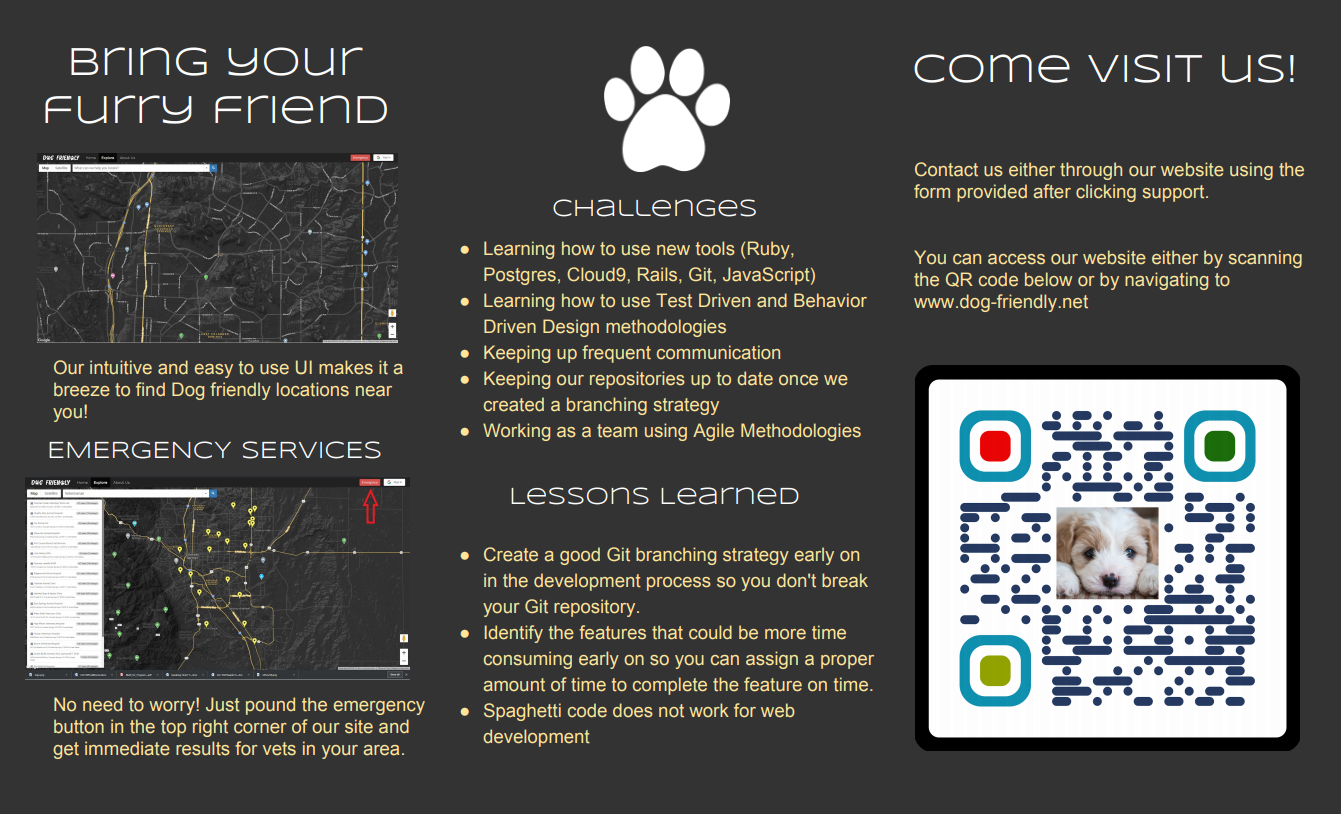 Bring your
Furry Friend
DOG FRIENDLY Home Explore About Us
Map Satellite
Google
Our intuitive and easy to use UI makes it a
breeze to find Dog friendly locations near
you!
EMERGENCY SERVICES
DOG FRIENDLY Home Explore About Us
Map Satellite
No need to worry! Just pound the emergency
button in the top right corner of our site and
get immediate results for vets in your area.
Challenges
● Learning how to use new tools (Ruby,
Postgres, Cloud9, Rails, Git, JavaScript)
● Learning how to use Test Driven and Behavior
Driven Design methodologies
● Keeping up frequent communication
● Keeping our repositories up to date once we
created a branching strategy
● Working as a team using Agile Methodologies
Lessons Learned
● Create a good Git branching strategy early on
in the development process so you don't break
your Git repository.
● Identify the features that could be more time
consuming early on so you can assign a proper
amount of time to complete the feature on time.
● Spaghetti code does not work for web
development
Come visit us!
Contact us either through our website using the
form provided after clicking support.
You can access our website either by scanning
the QR code below or by navigating to
www.dog-friendly.net